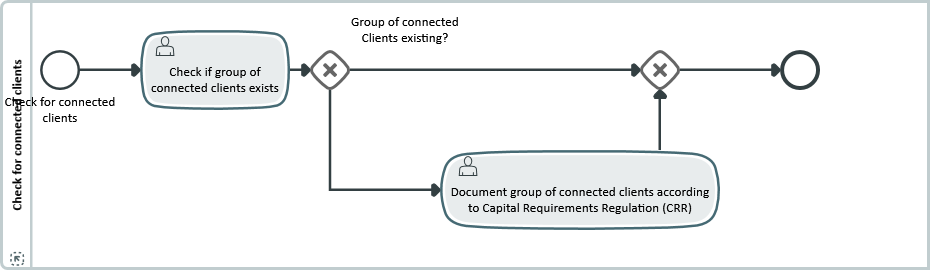 Check for connected clients
Check for connected
clients
Check if group of
connected clients exists
Group of connected
Clients existing?
Document group of connected clients according
to Capital Requirements Regulation (CRR)